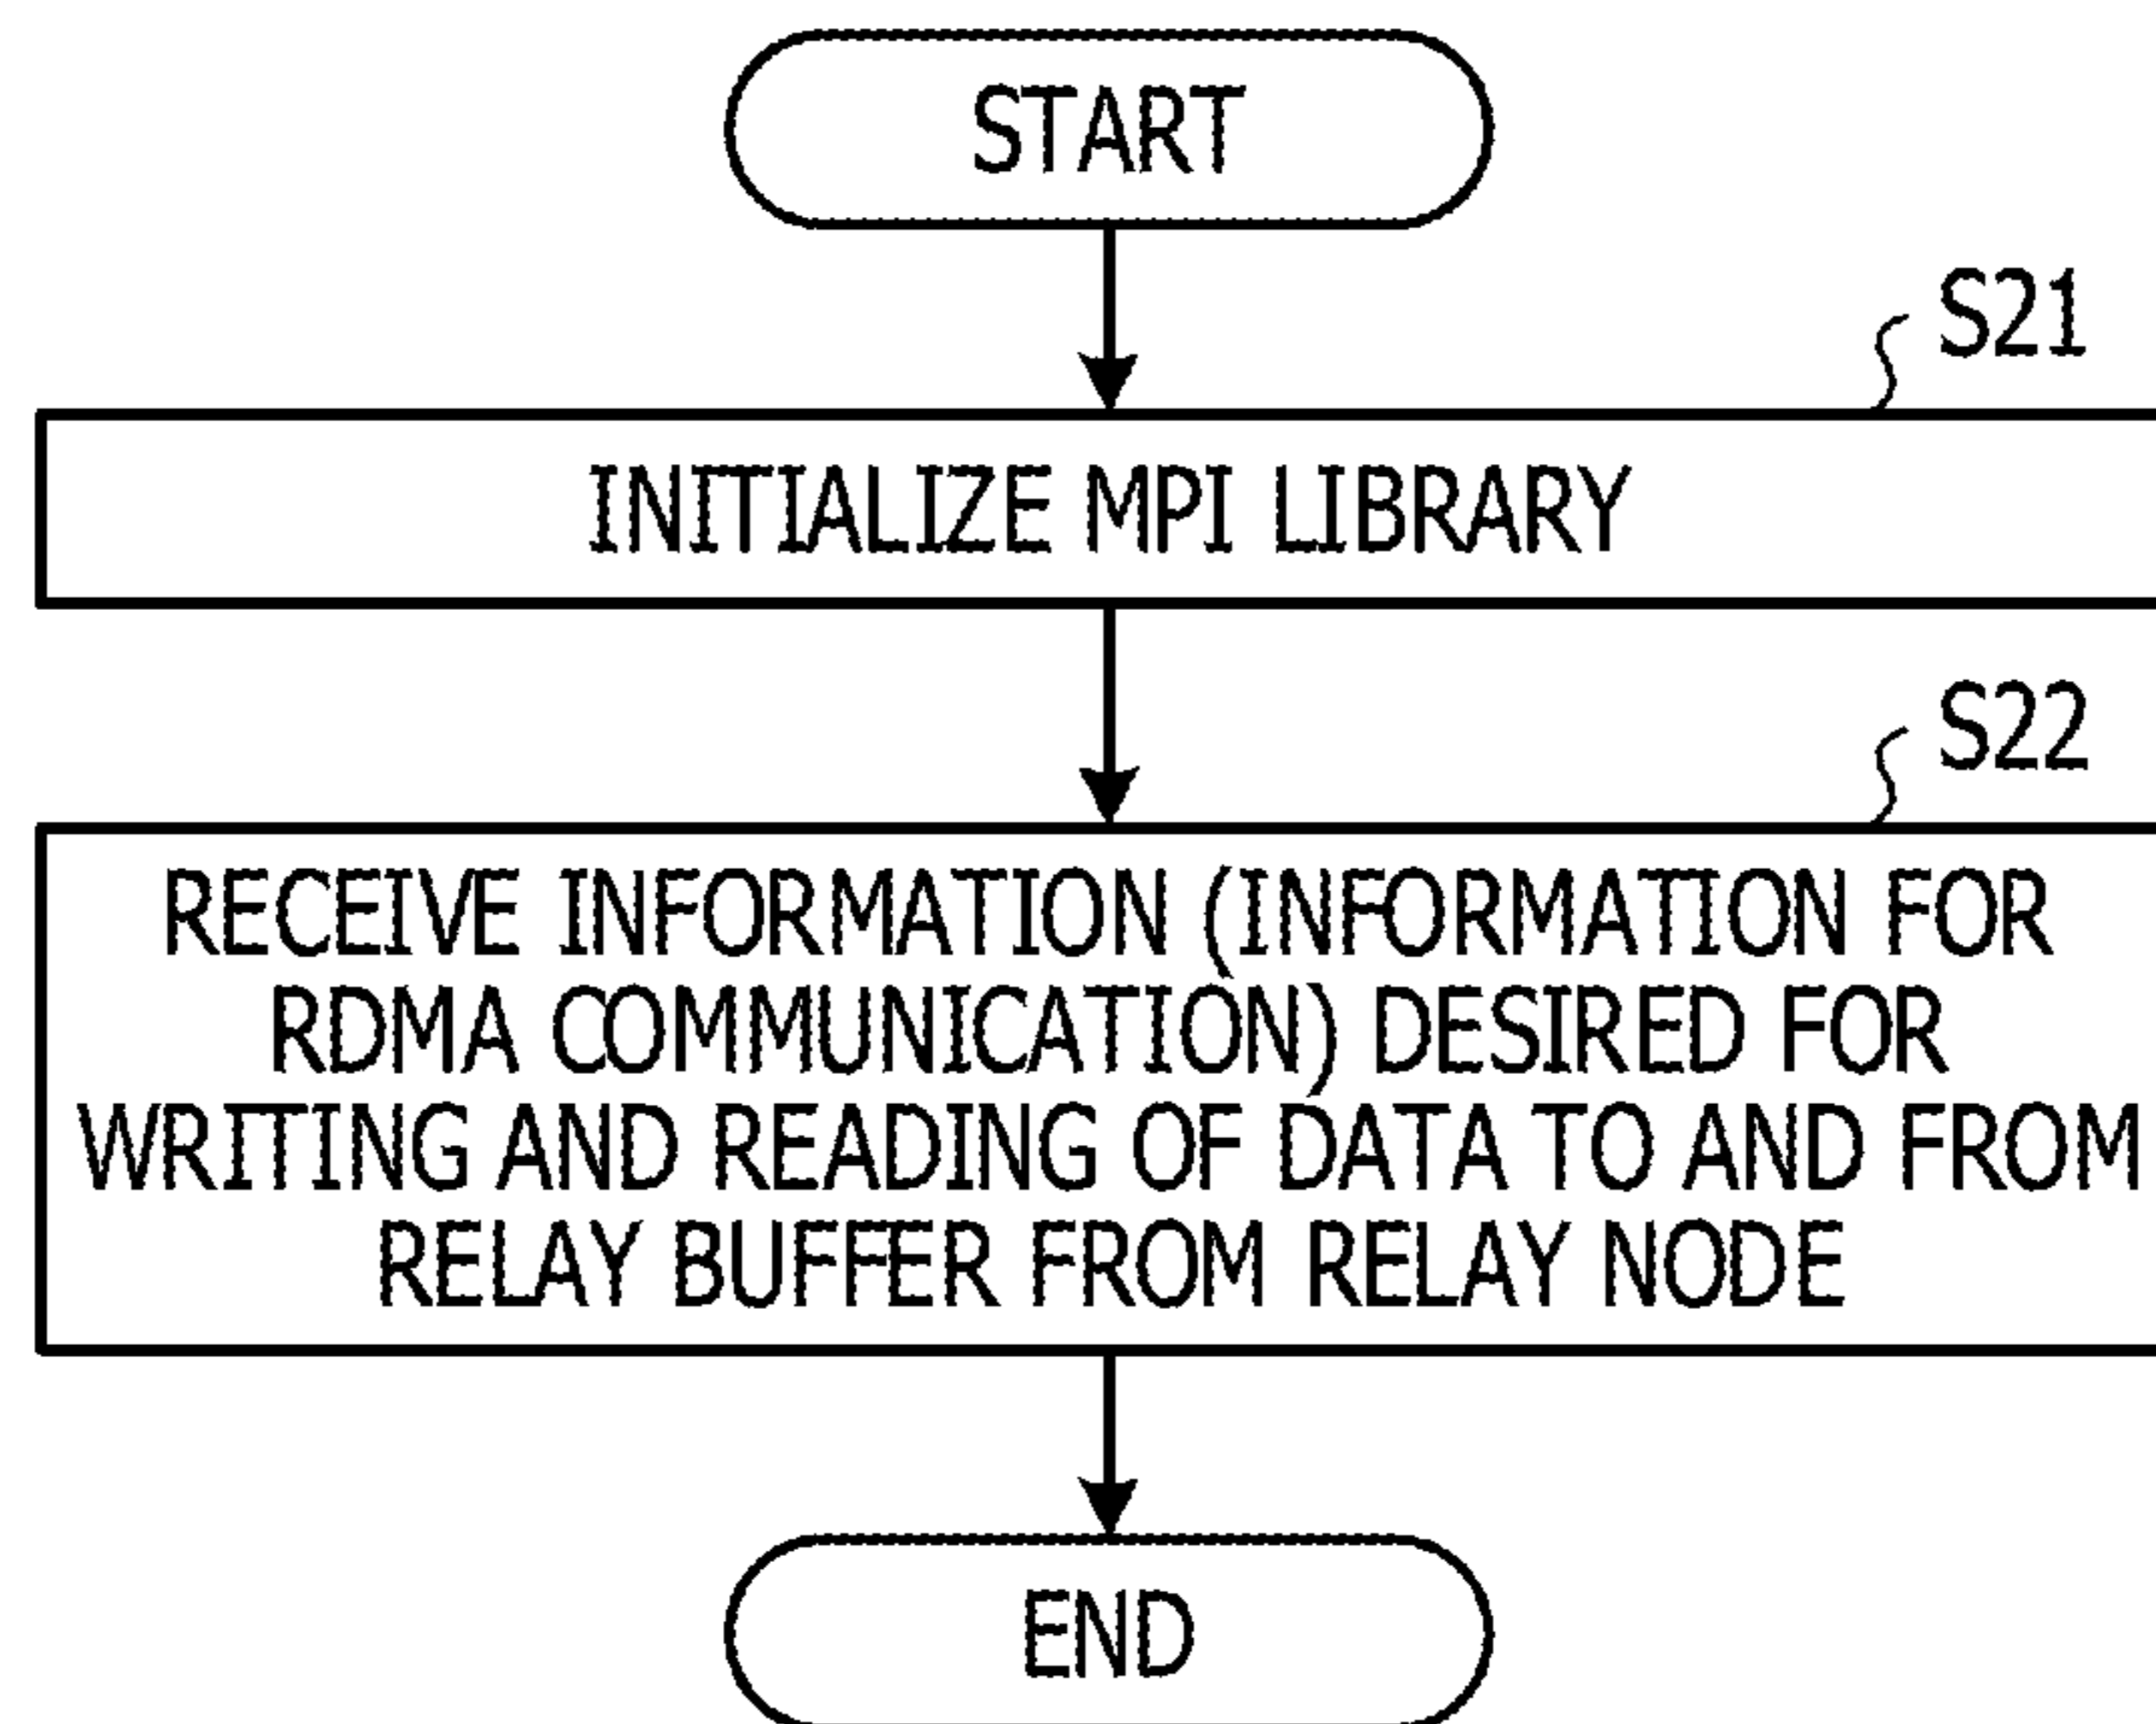 START
S21
INITIALIZE MPI LIBRARY
S22
RECEIVE INFORMATION (INFORMATION FOR
RDMA COMMUNICATION) DESIRED FOR
WRITING AND READING OF DATA TO AND FROM
RELAY BUFFER FROM RELAY NODE
END